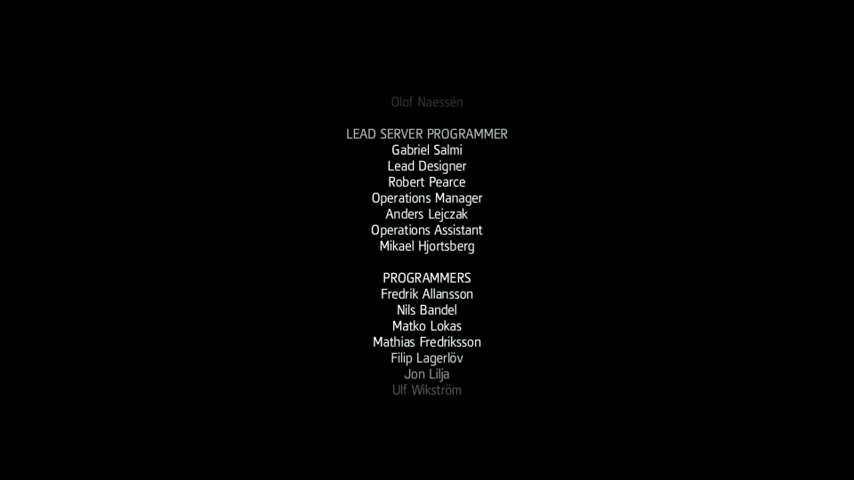 Olof Naessén
LEAD SERVER PROGRAMMER
Gabriel Salmi
Lead Designer
Robert Pearce
Operations Manager
Anders Lejczak
Operations Assistant
Mikael Hjortsberg
PROGRAMMERS
Fredrik Allansson
Nils Bandel
Matko Lokas
Mathias Fredriksson
Filip Lagerlöv
Jon Lilja
Ulf Wikström